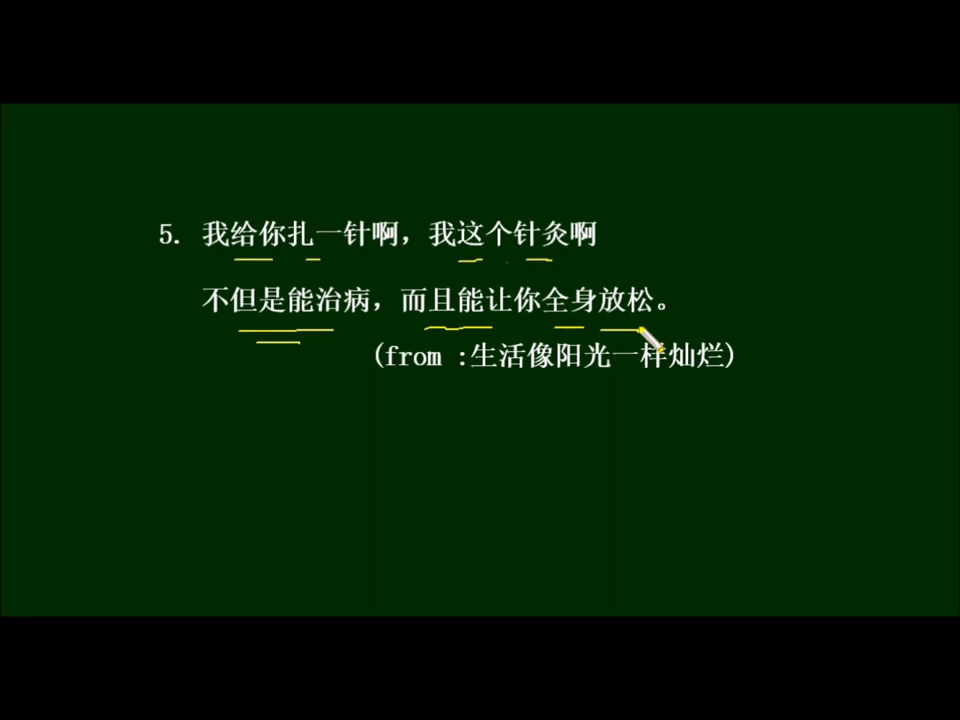 5. 我给你扎一针啊，我这个针灸啊
不但是能治病，而且能让你全身放松。
(from :生活像阳光一样灿烂)